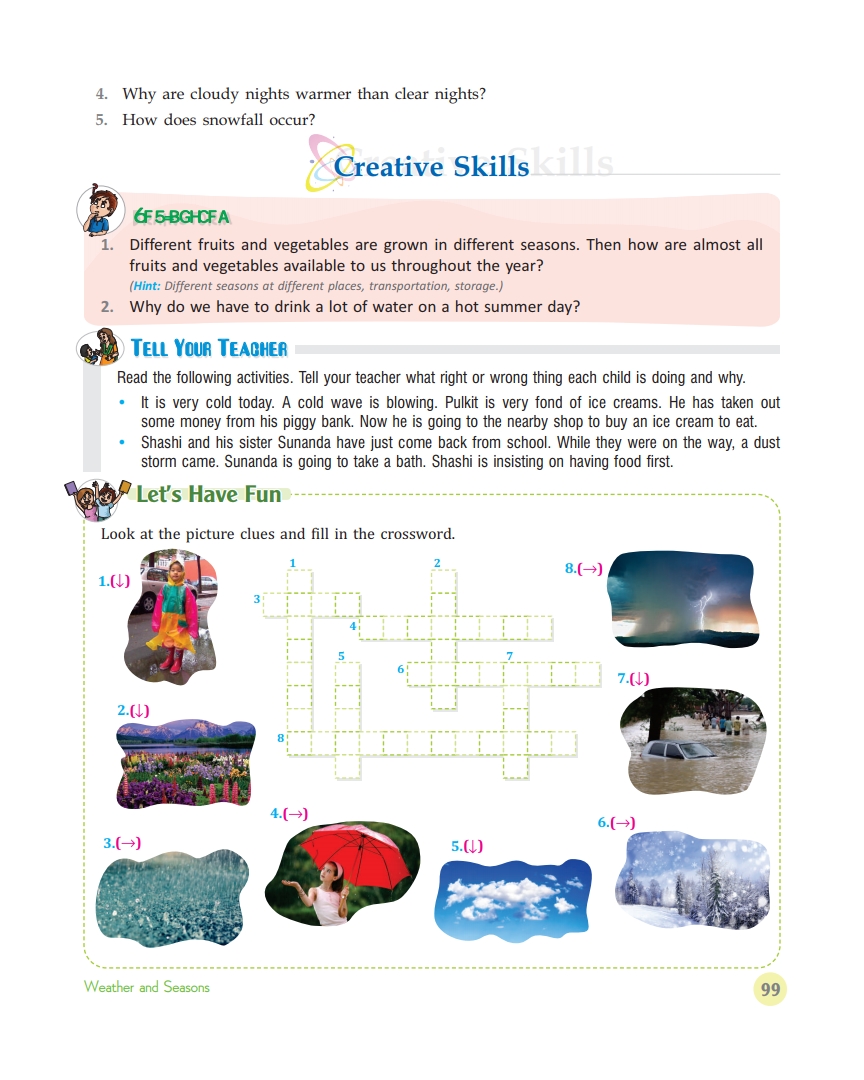 4. Why are cloudy nights warmer than clear nights?
5. How does snowfall occur?
Creative Skills
6F5=BGHCFA
1. Different fruits and vegetables are grown in different seasons. Then how are almost all
fruits and vegetables available to us throughout the year?
(Hint: Different seasons at different places, transportation, storage.)
2. Why do we have to drink a lot of water on a hot summer day?
TELL YOUR TEACHER
Read the following activities. Tell your teacher what right or wrong thing each child is doing and why.
• It is very cold today. A cold wave is blowing. Pulkit is very fond of ice creams. He has taken out
some money from his piggy bank. Now he is going to the nearby shop to buy an ice cream to eat.
• Shashi and his sister Sunanda have just come back from school. While they were on the way, a dust
storm came. Sunanda is going to take a bath. Shashi is insisting on having food first.
Let's Have Fun
Look at the picture clues and fill in the crossword.
1 2
8.(→)
1.(↓)
3
4
5 7
6
7.(↓)
2.(↓)
8
4.(→)
6.(→)
3.(→)
5.(↓)
Weather and Seasons
99